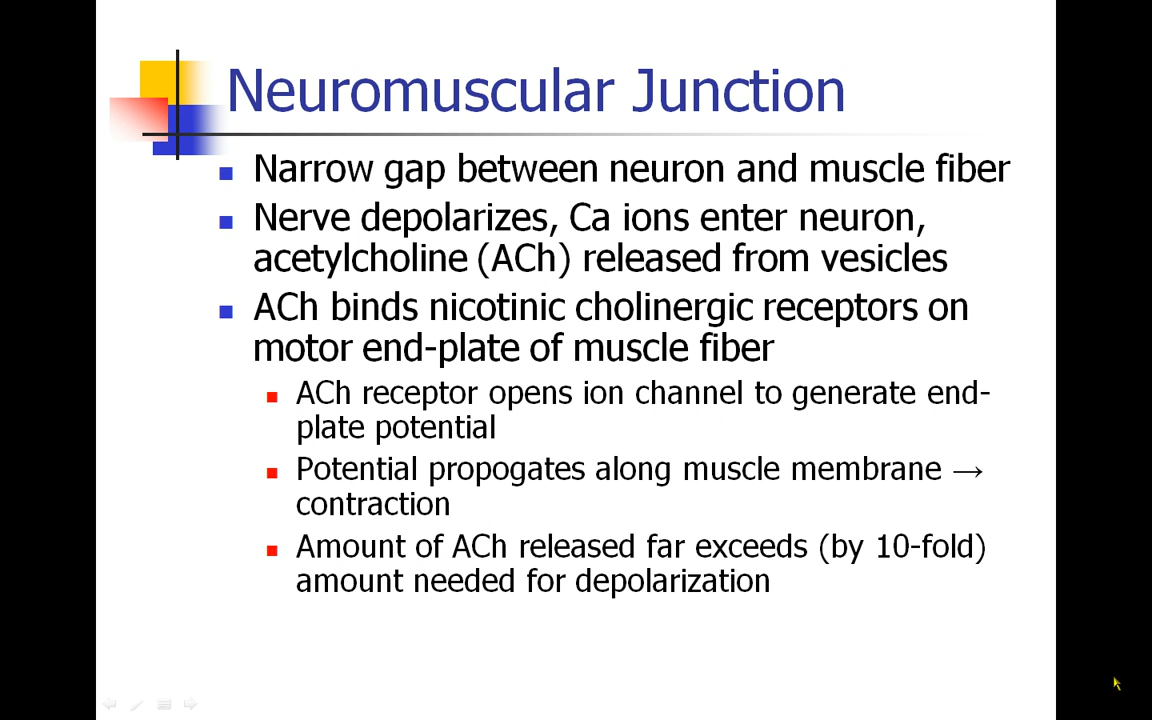 Neuromuscular Junction
Narrow gap between neuron and muscle fiber
Nerve depolarizes, Ca ions enter neuron,
acetylcholine (ACh) released from vesicles
ACh binds nicotinic cholinergic receptors on
motor end-plate of muscle fiber
ACh receptor opens ion channel to generate end-
plate potential
Potential propogates along muscle membrane →
contraction
Amount of ACh released far exceeds (by 10-fold)
amount needed for depolarization